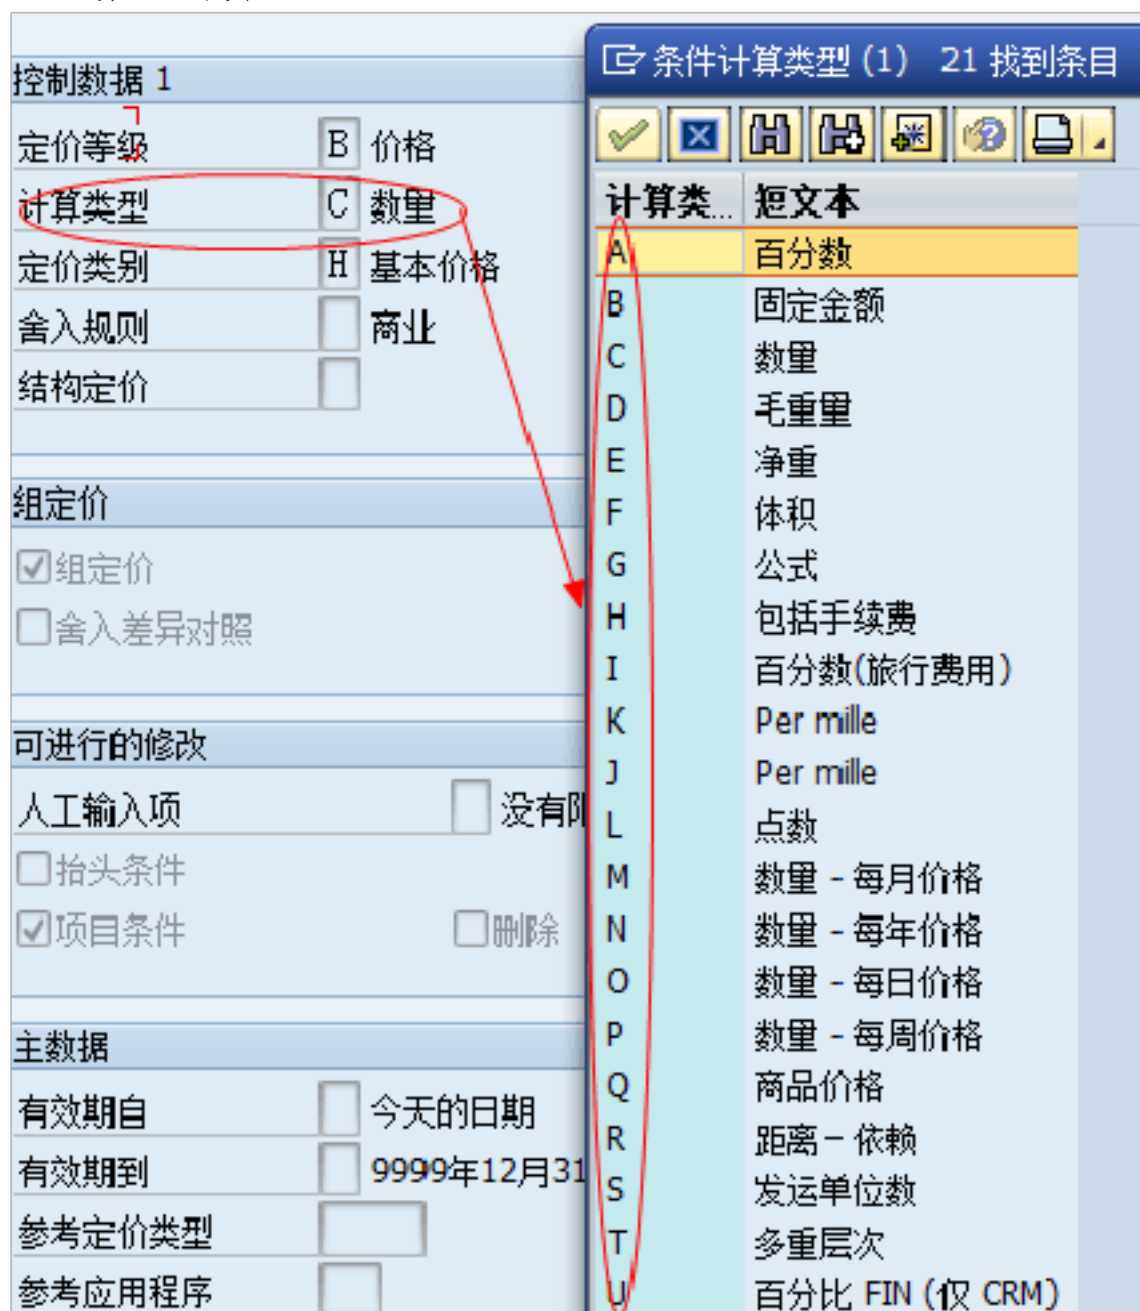 控制数据 1
定价等级 B 价格
计算类型 C 数量
定价类别 H 基本价格
舍入规则 商业
结构定价
组定价
组定价
舍入差异对照
可进行的修改
人工输入项 没有
抬头条件
项目条件 删除
主数据
有效期自 今天的日期
有效期到 9999年12月31
参考定价类型
参考应用程序
条件计算类型 (1) 21 找到条目
计算类... 短文本
A 百分数
B 固定金额
C 数量
D 毛重量
E 净重
F 体积
G 公式
H 包括手续费
I 百分数(旅行费用)
K Per mille
J Per mille
L 点数
M 数量 - 每月价格
N 数量 - 每年价格
O 数量 - 每日价格
P 数量 - 每周价格
Q 商品价格
R 距离－依赖
S 发运单位数
T 多重层次
U 百分比 FIN (仅 CRM)